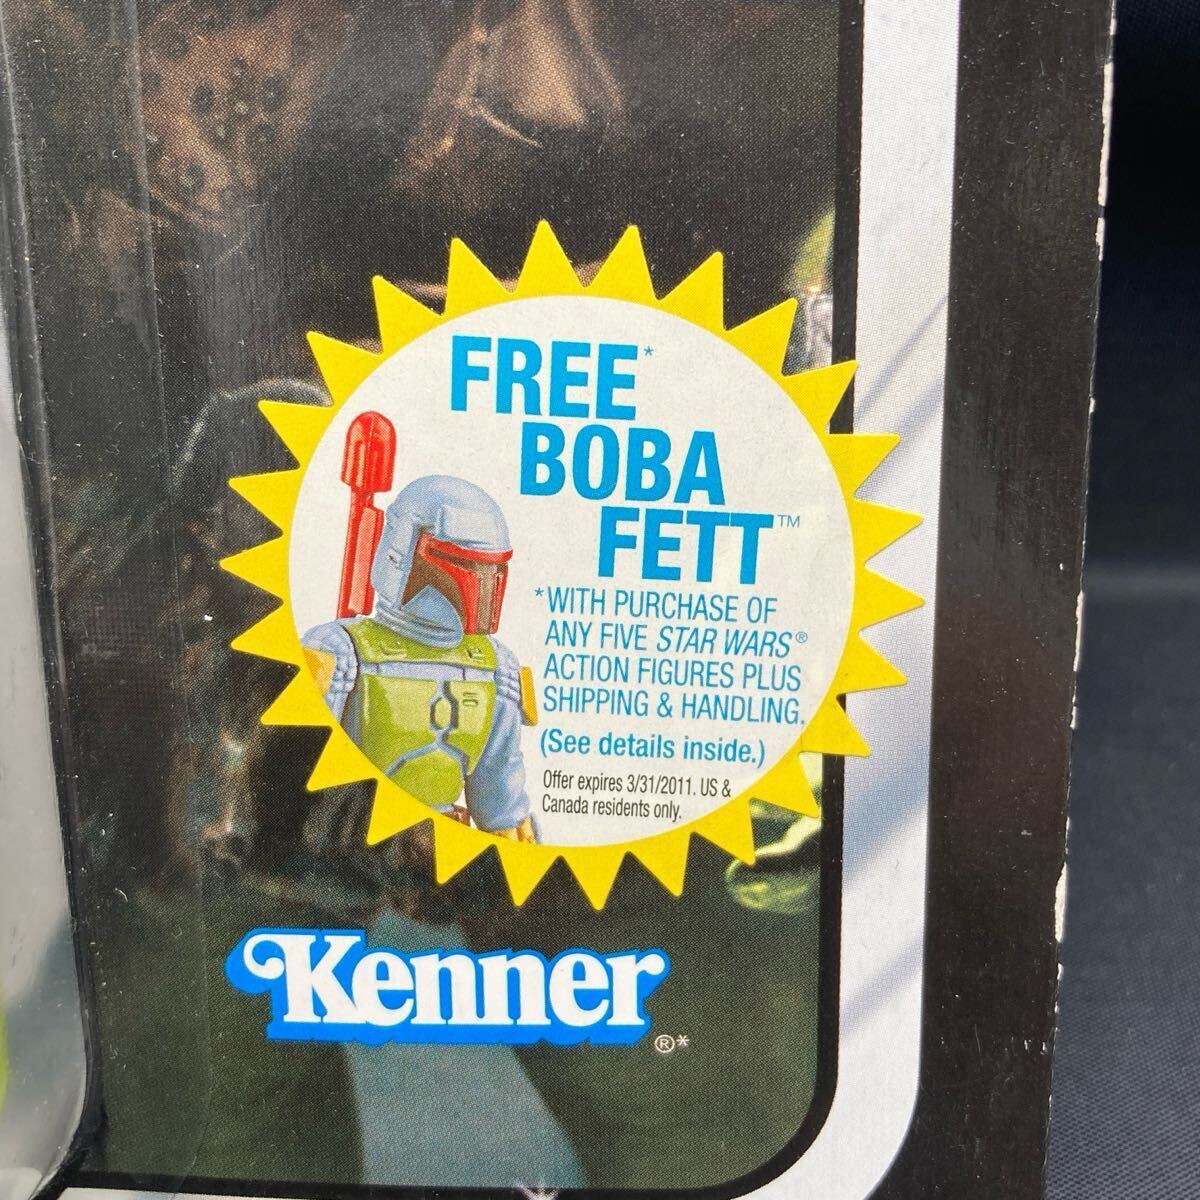 FREE*
BOBA
FETT™
*WITH PURCHASE OF
ANY FIVE STAR WARS®
ACTION FIGURES PLUS
SHIPPING & HANDLING.
(See details inside.)
Offer expires 3/31/2011. US &
Canada residents only.
Kenner
®*